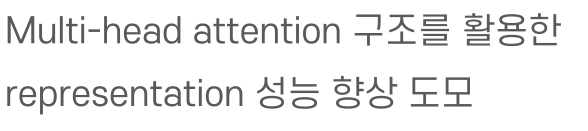 Multi-head attention 구조를 활용한
representation 성능 향상 도모